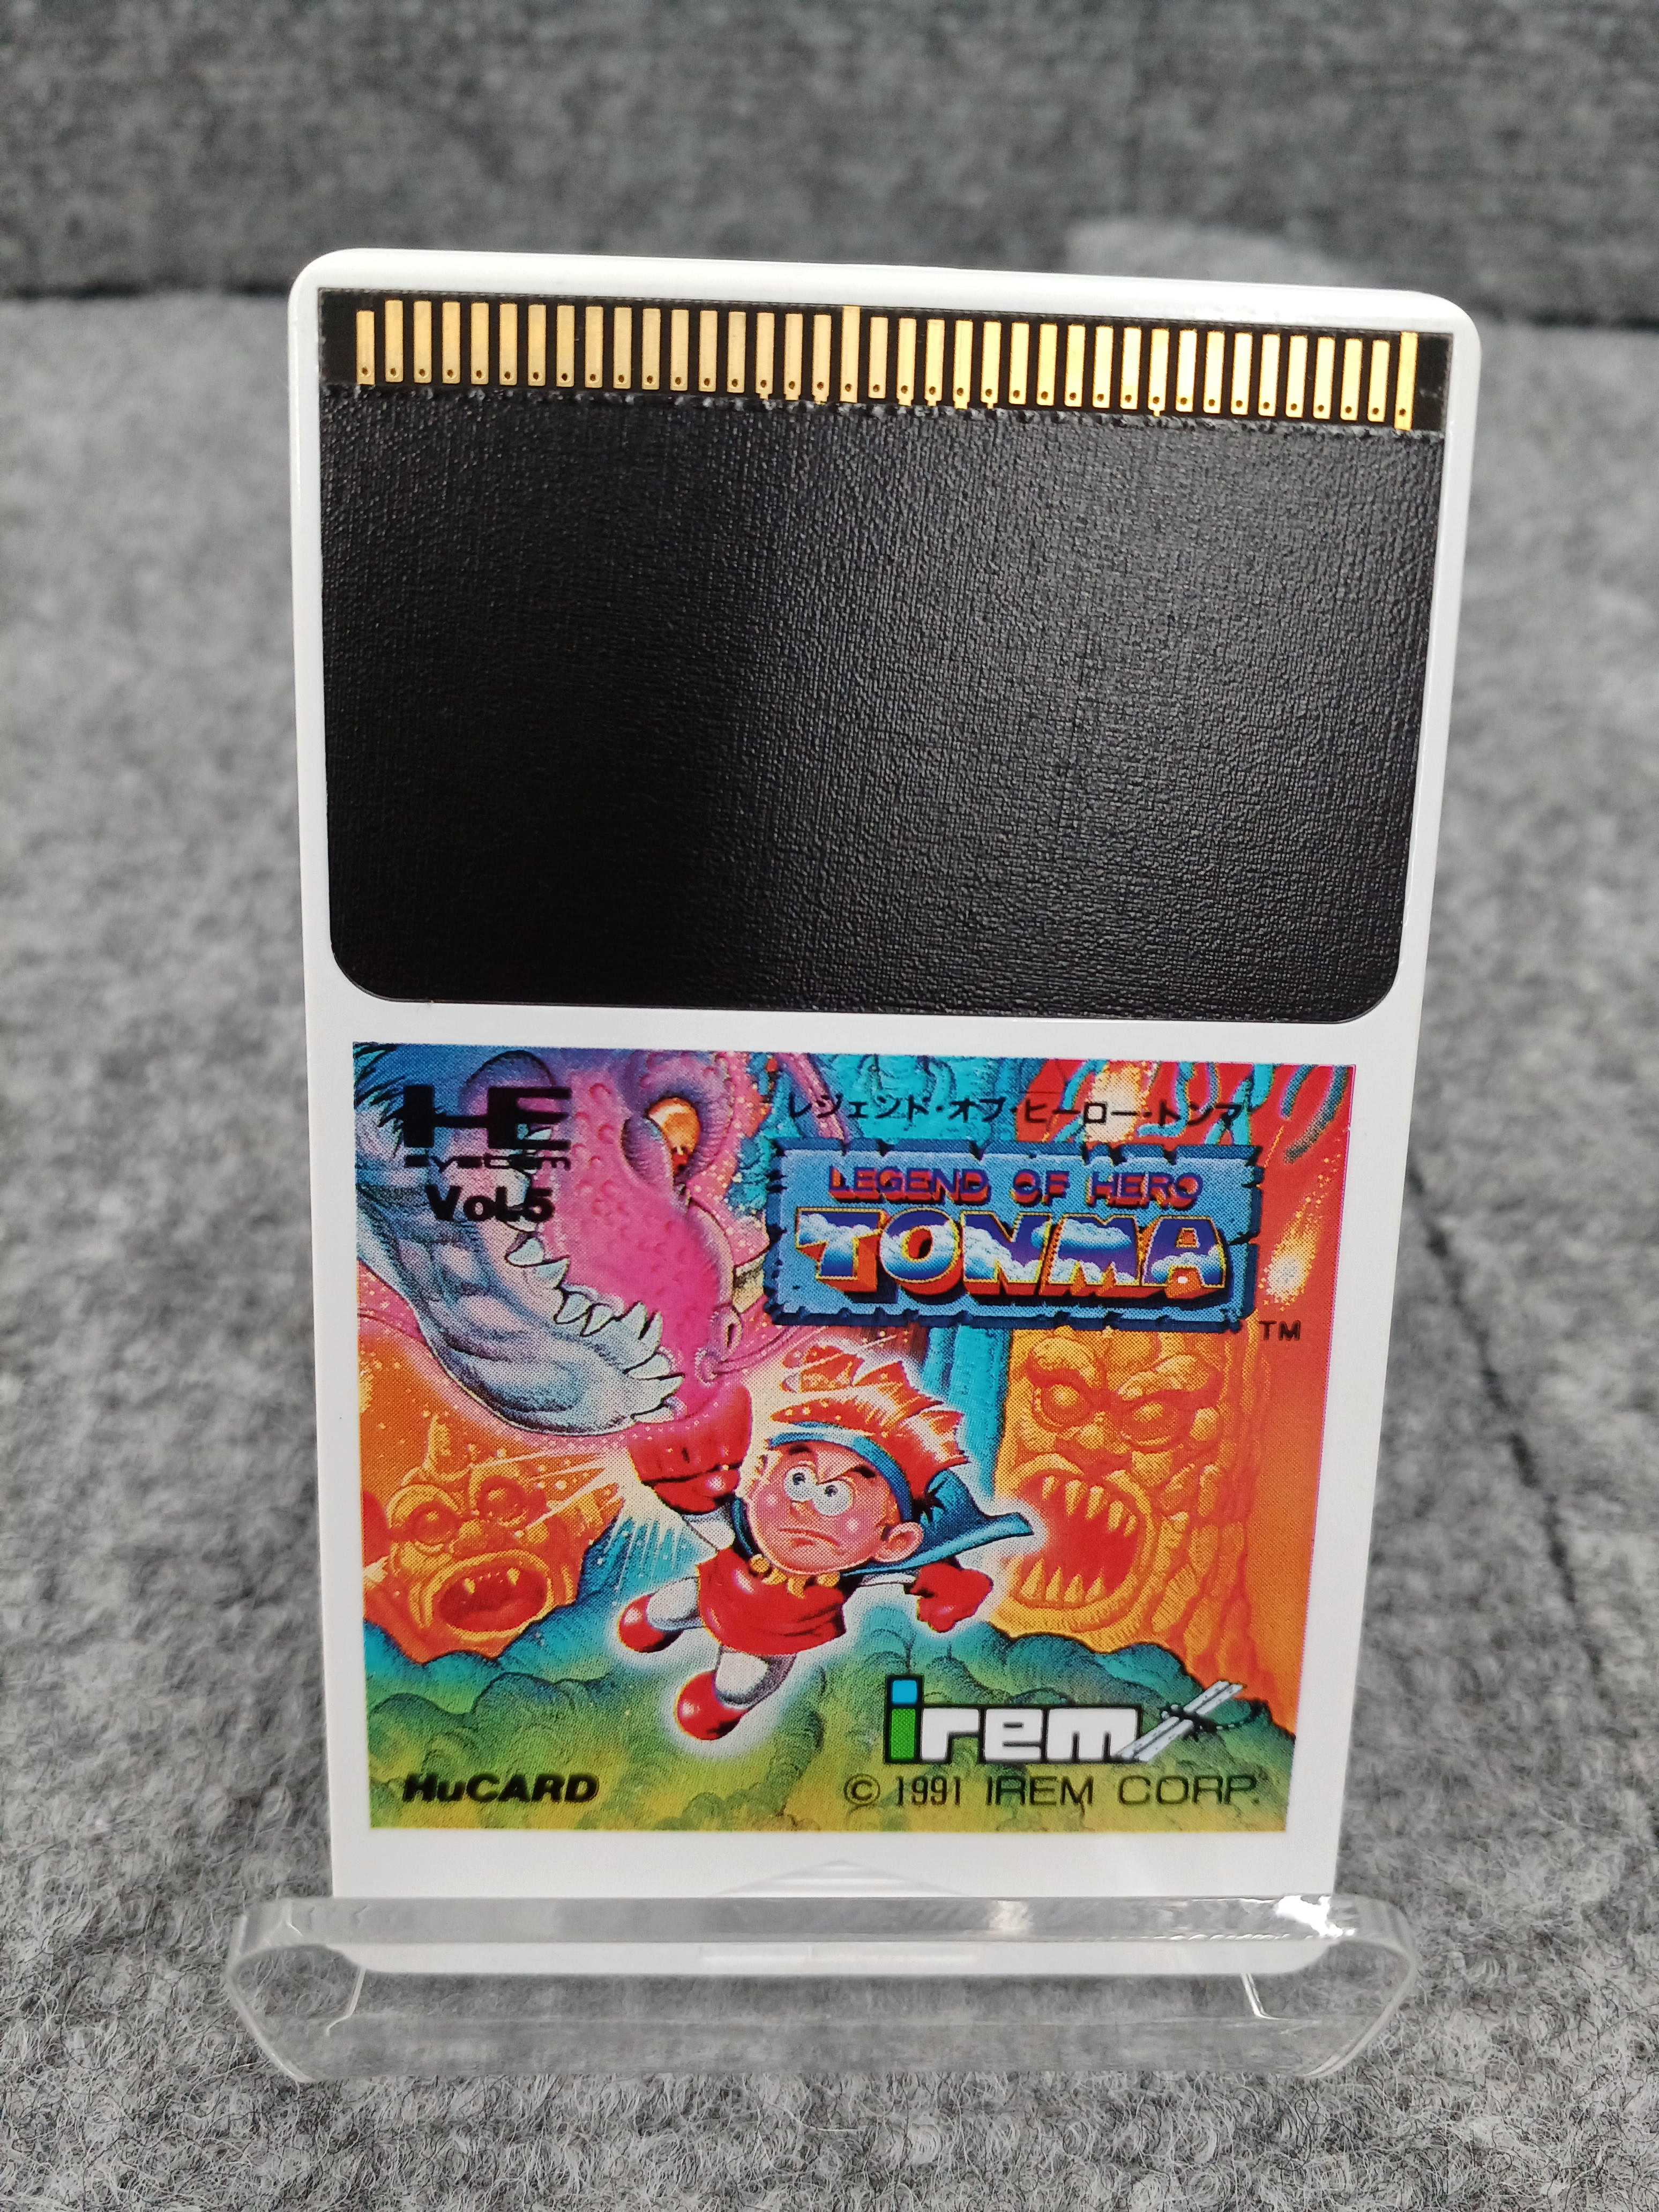 HE
SYSTEM
Vol.5
レジェンド・オブ・ヒーロー・トンマ
LEGEND OF HERO
TONMA
TM
irem
HuCARD
© 1991 IREM CORP.